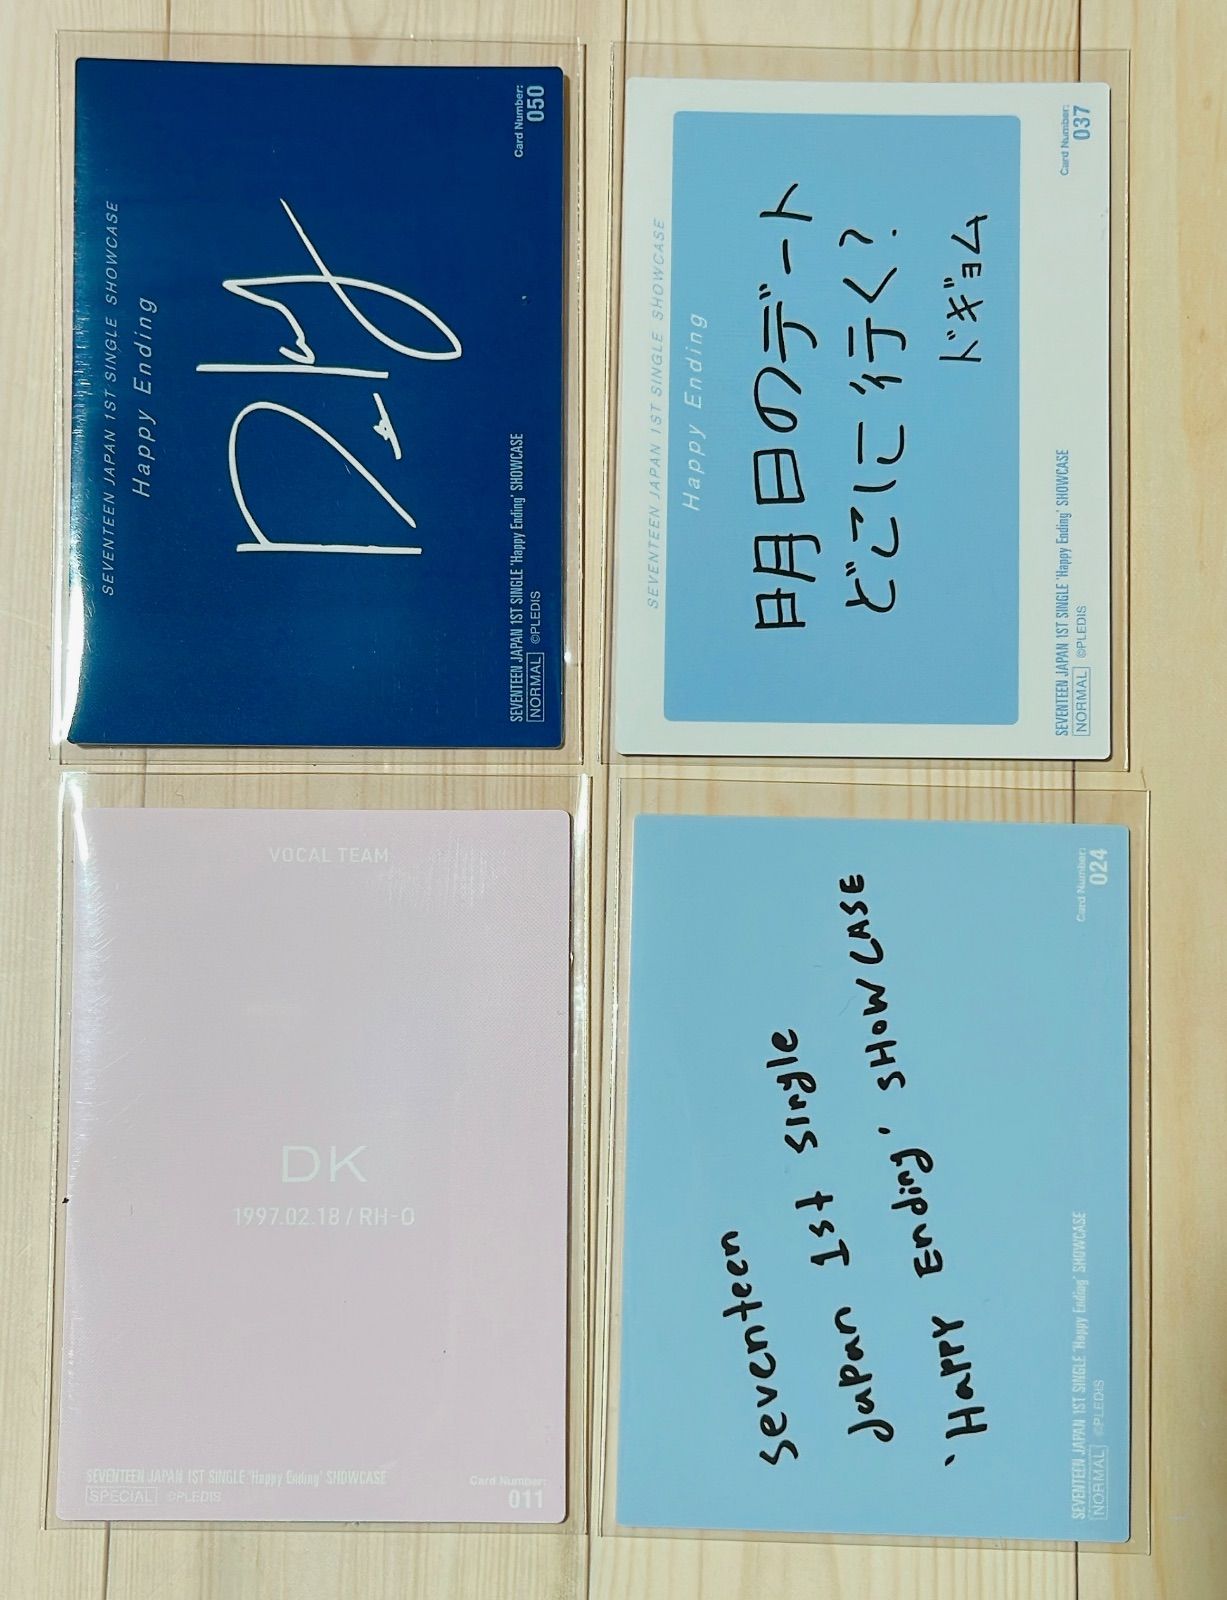 SEVENTEEN JAPAN 1ST SINGLE SHOWCASE
Happy Ending
SEVENTEEN JAPAN 1ST SINGLE 'Happy Ending' SHOWCASE
NORMAL ©PLEDIS
Card Number:
050
SEVENTEEN JAPAN 1ST SINGLE SHOWCASE
Happy Ending
明日のデート
どこに行く?
ドギョム
SEVENTEEN JAPAN 1ST SINGLE 'Happy Ending' SHOWCASE
NORMAL ©PLEDIS
Card Number:
037
VOCAL TEAM
DK
1997.02.18 / RH-O
SEVENTEEN JAPAN 1ST SINGLE 'Happy Ending' SHOWCASE
SPECIAL ©PLEDIS
Card Number:
011
Seventeen
Japan 1st Single
'Happy Ending' SHOWCASE
SEVENTEEN JAPAN 1ST SINGLE 'Happy Ending' SHOWCASE
NORMAL ©PLEDIS
Card Number:
024